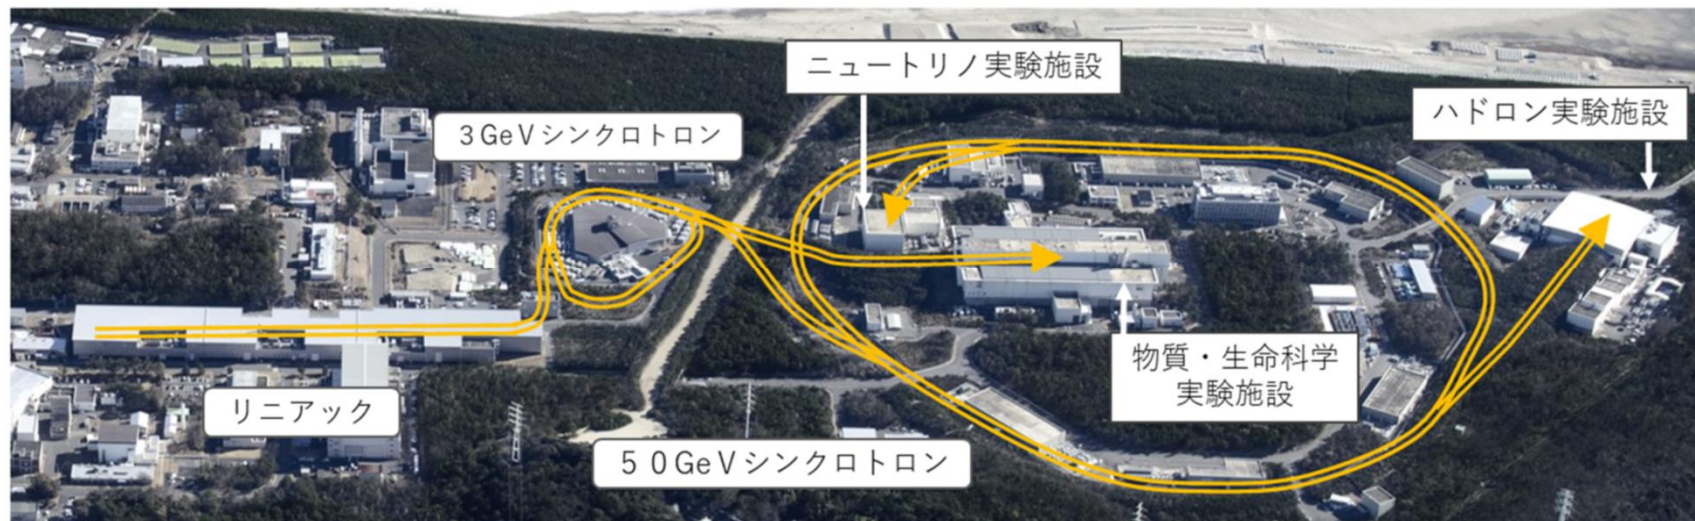 ニュートリノ実験施設
ハドロン実験施設
３GeVシンクロトロン
物質・生命科学
実験施設
リニアック
５０GeVシンクロトロン